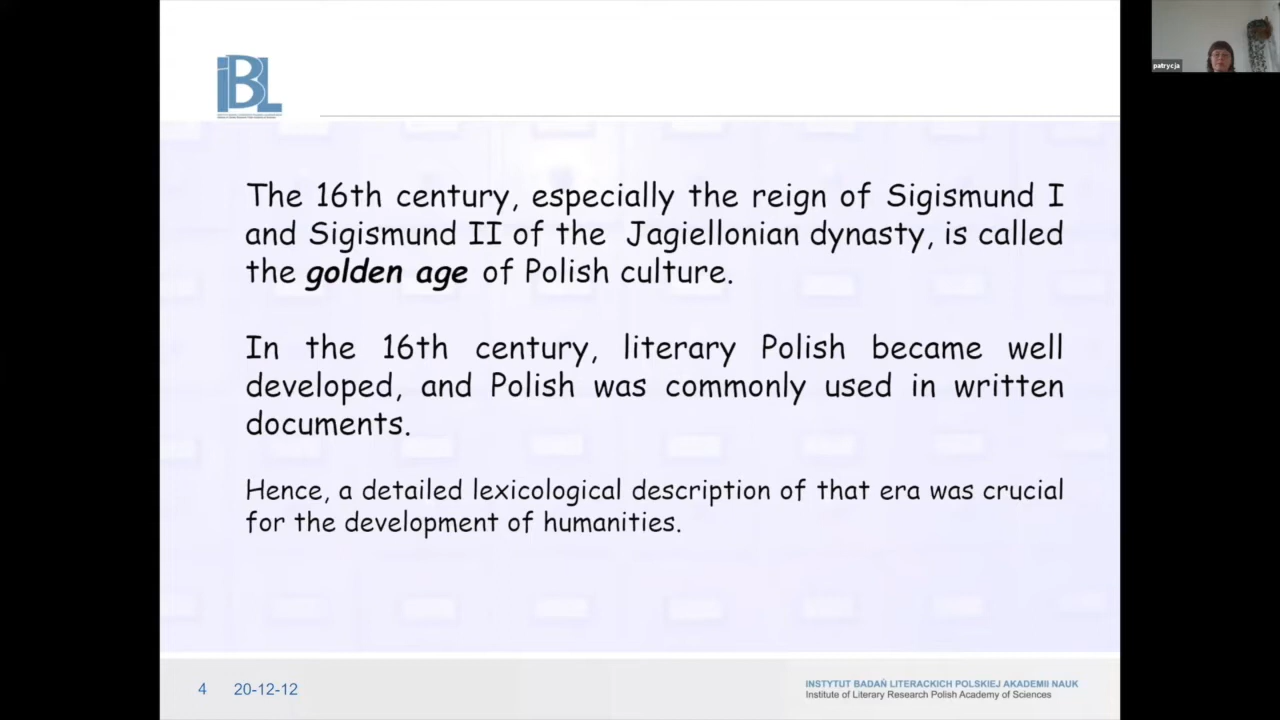 patrycja
iBL
The 16th century, especially the reign of Sigismund I
and Sigismund II of the Jagiellonian dynasty, is called
the golden age of Polish culture.
In the 16th century, literary Polish became well
developed, and Polish was commonly used in written
documents.
Hence, a detailed lexicological description of that era was crucial
for the development of humanities.
4 20-12-12
INSTYTUT BADAŃ LITERACKICH POLSKIEJ AKADEMII NAUK
Institute of Literary Research Polish Academy of Sciences